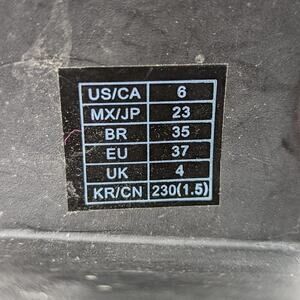 US/CA 6
MX/JP 23
BR 35
EU 37
UK 4
KR/CN 230(1.5)